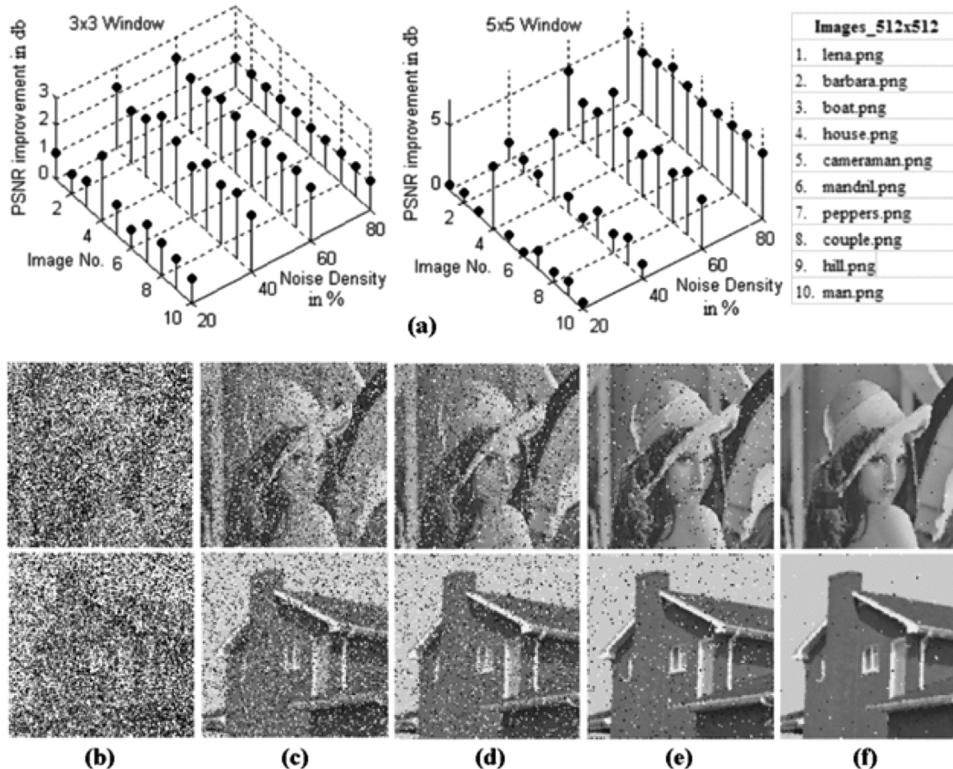 3x3 Window
PSNR improvement in db
3
2
1
0
2
4
6
8
10
Image No.
20
40
60
80
Noise Density
in %
5x5 Window
PSNR improvement in db
5
0
2
4
6
8
10
Image No.
20
40
60
80
Noise Density
in %
(a)
Images_512x512
1. lena.png
2. barbara.png
3. boat.png
4. house.png
5. cameraman.png
6. mandril.png
7. peppers.png
8. couple.png
9. hill.png
10. man.png
(b) (c) (d) (e) (f)